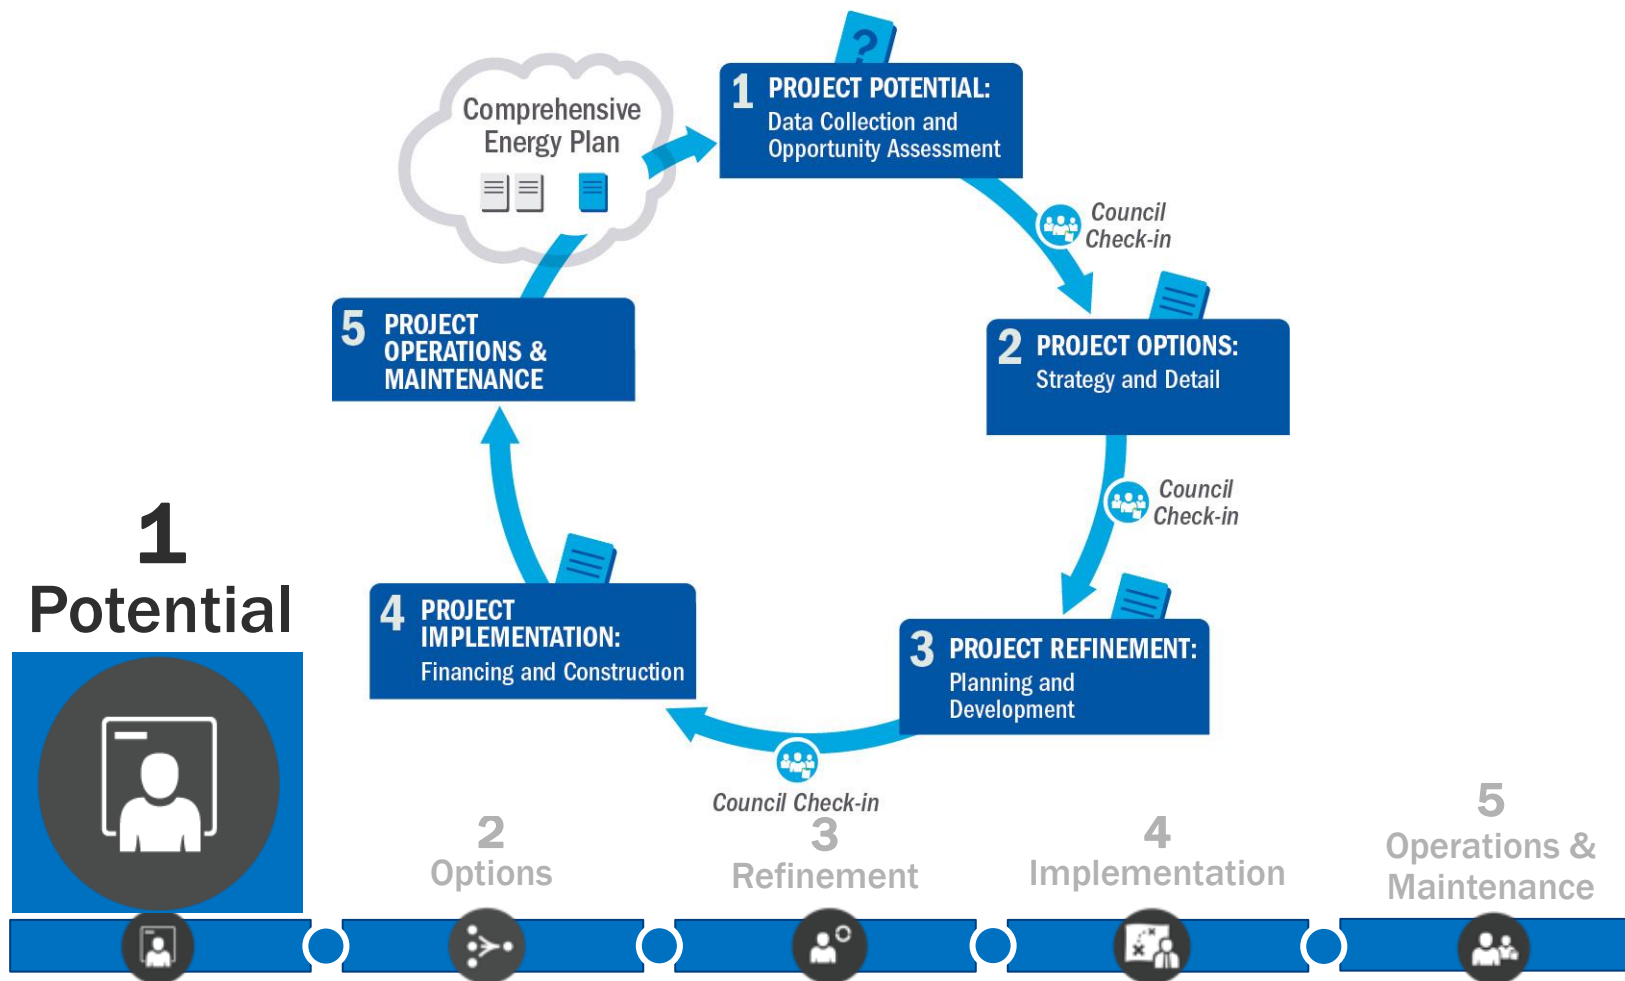 Comprehensive
Energy Plan
?
1 PROJECT POTENTIAL:
Data Collection and
Opportunity Assessment
Council
Check-in
2 PROJECT OPTIONS:
Strategy and Detail
Council
Check-in
3 PROJECT REFINEMENT:
Planning and
Development
Council Check-in
4 PROJECT
IMPLEMENTATION:
Financing and Construction
5 PROJECT
OPERATIONS &
MAINTENANCE
1
Potential
2
Options
3
Refinement
4
Implementation
5
Operations &
Maintenance